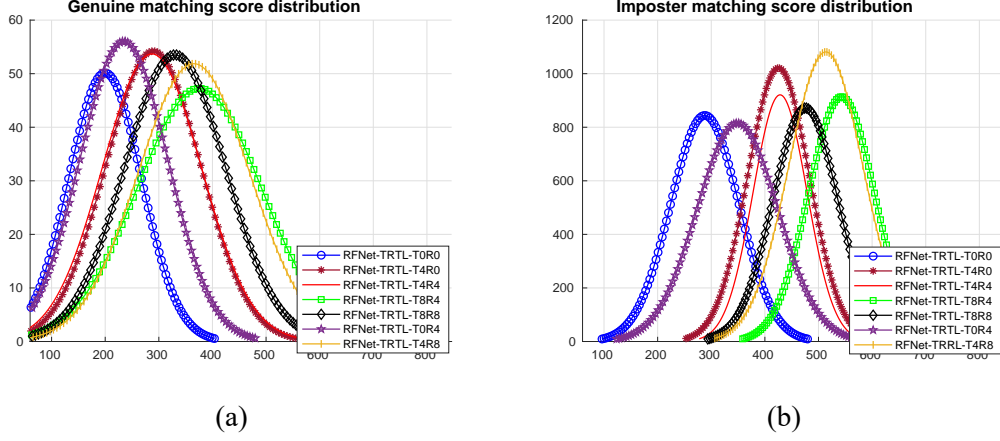 Genuine matching score distribution
60
50
40
30
20
10
0
100 200 300 400 500 600 700 800
RFNet-TRTL-T0R0
RFNet-TRTL-T4R0
RFNet-TRTL-T4R4
RFNet-TRTL-T8R4
RFNet-TRTL-T8R8
RFNet-TRTL-T0R4
RFNet-TRTL-T4R8
(a)
Imposter matching score distribution
1200
1000
800
600
400
200
0
100 200 300 400 500 600 700 800
RFNet-TRTL-T0R0
RFNet-TRTL-T4R0
RFNet-TRTL-T4R4
RFNet-TRTL-T8R4
RFNet-TRTL-T8R8
RFNet-TRTL-T0R4
RFNet-TRRL-T4R8
(b)